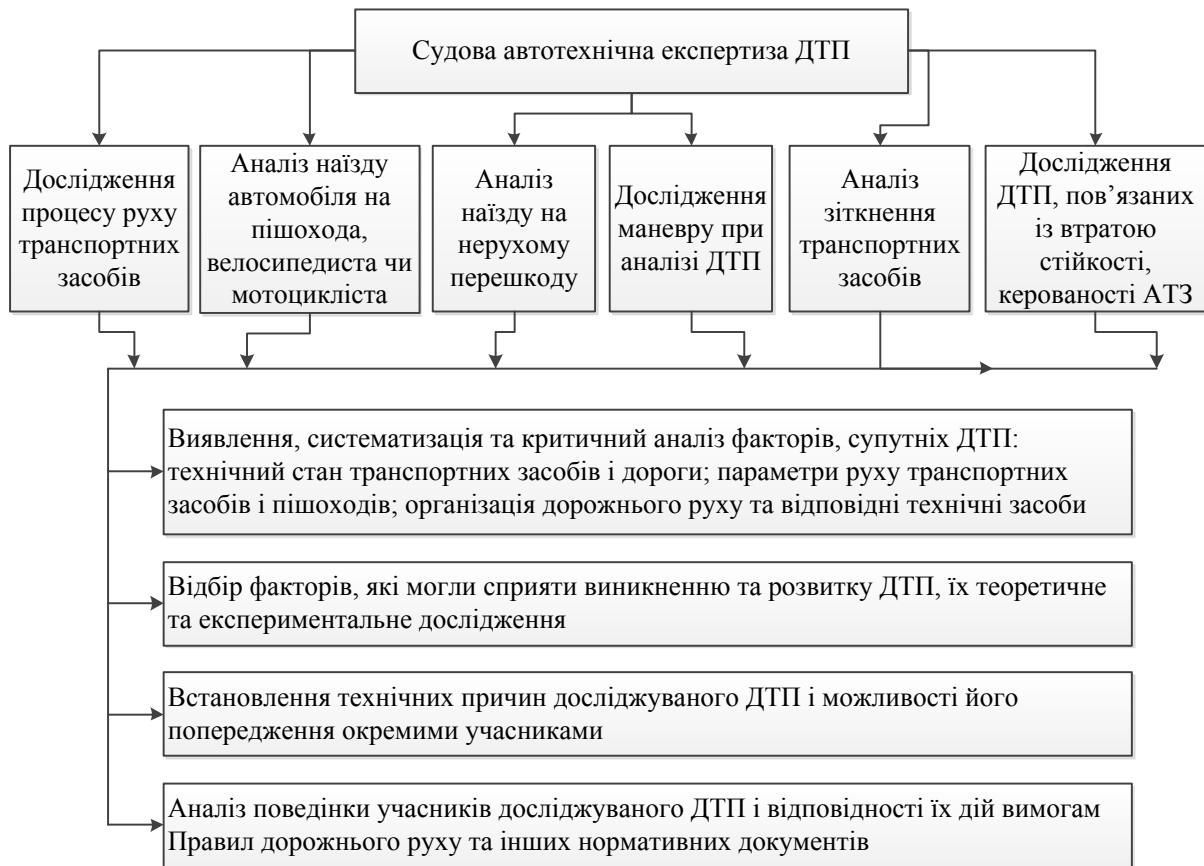 Судова автотехнічна експертиза ДТП
Дослідження
процесу руху
транспортних
засобів
Аналіз наїзду
автомобіля на
пішохода,
велосипедиста чи
мотоцикліста
Аналіз
наїзду на
нерухому
перешкоду
Дослідження
маневру при
аналізі ДТП
Аналіз
зіткнення
транспортних
засобів
Дослідження
ДТП, пов’язаних
із втратою
стійкості,
керованості АТЗ
Виявлення, систематизація та критичний аналіз факторів, супутніх ДТП:
технічний стан транспортних засобів і дороги; параметри руху транспортних
засобів і пішоходів; організація дорожнього руху та відповідні технічні засоби
Відбір факторів, які могли сприяти виникненню та розвитку ДТП, їх теоретичне
та експериментальне дослідження
Встановлення технічних причин досліджуваного ДТП і можливості його
попередження окремими учасниками
Аналіз поведінки учасників досліджуваного ДТП і відповідності їх дій вимогам
Правил дорожнього руху та інших нормативних документів